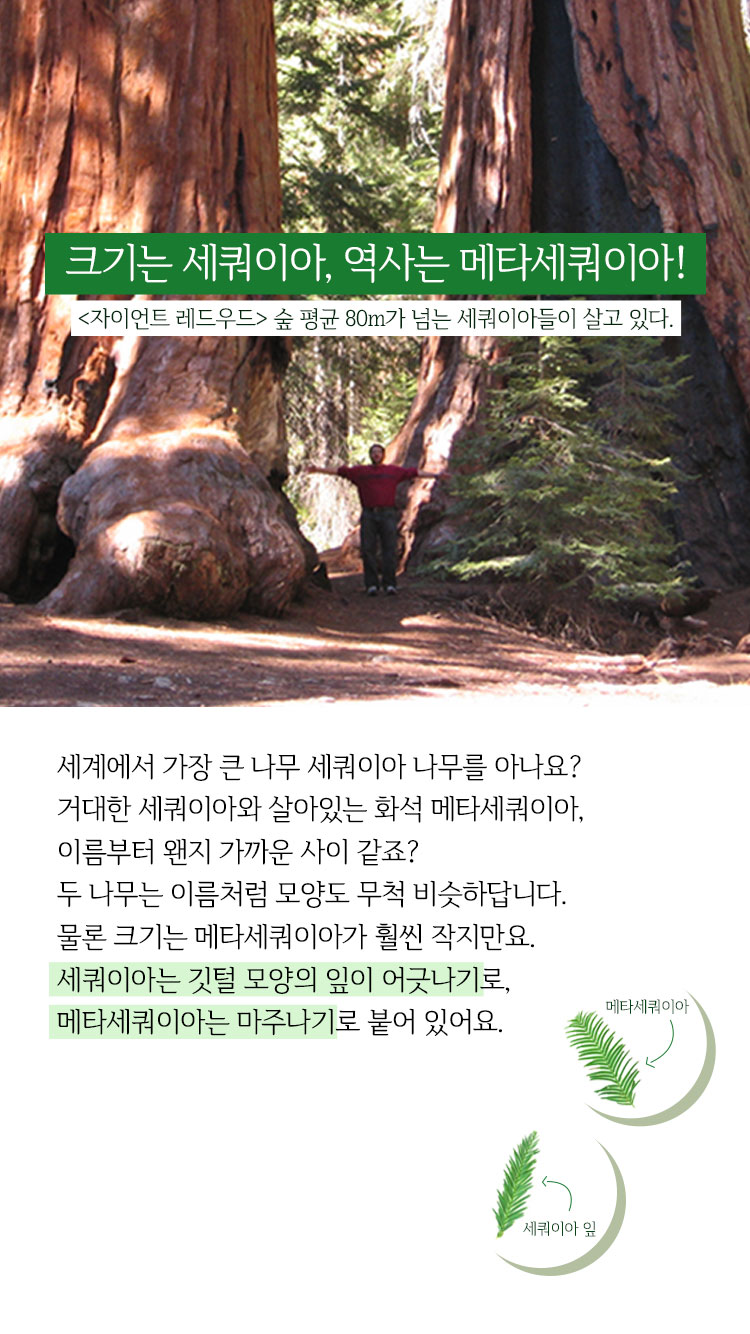 크기는 세쿼이아, 역사는 메타세쿼이아!
<자이언트 레드우드> 숲 평균 80m가 넘는 세쿼이아들이 살고 있다.
세계에서 가장 큰 나무 세쿼이아 나무를 아나요?
거대한 세쿼이아와 살아있는 화석 메타세쿼이아,
이름부터 왠지 가까운 사이 같죠?
두 나무는 이름처럼 모양도 무척 비슷하답니다.
물론 크기는 메타세쿼이아가 훨씬 작지만요.
세쿼이아는 깃털 모양의 잎이 어긋나기로,
메타세쿼이아는 마주나기로 붙어 있어요.
메타세쿼이아
세쿼이아 잎